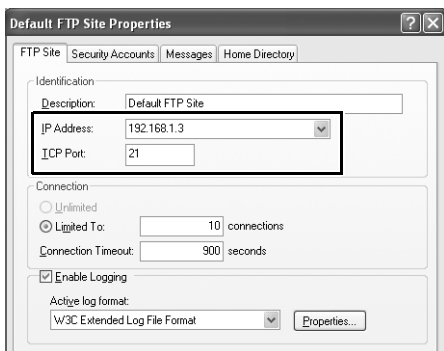 Default FTP Site Properties
FTP Site Security Accounts Messages Home Directory
Identification
Description: Default FTP Site
IP Address: 192.168.1.3
TCP Port: 21
Connection
Unlimited
Limited To: 10 connections
Connection Timeout: 900 seconds
Enable Logging
Active log format:
W3C Extended Log File Format Properties...